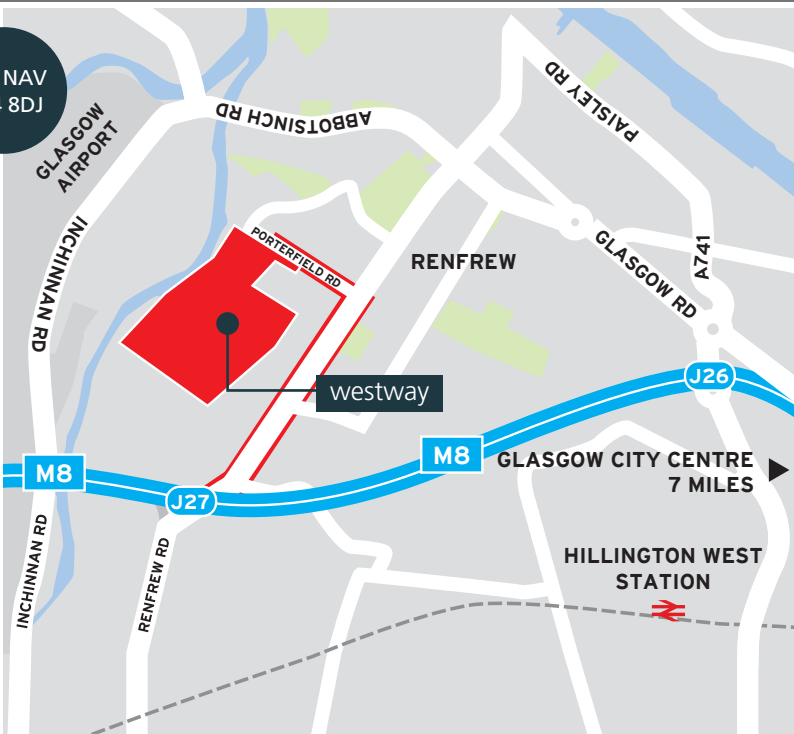 NAV
8DJ
GLASGOW
AIRPORT
ABBOTSINCH RD
PAISLEY RD
INCHINNAN RD
PORTERFIELD RD
RENFREW
GLASGOW RD
A741
westway
J26
M8
M8
GLASGOW CITY CENTRE
7 MILES
J27
INCHINNAN RD
RENFREW RD
HILLINGTON WEST
STATION